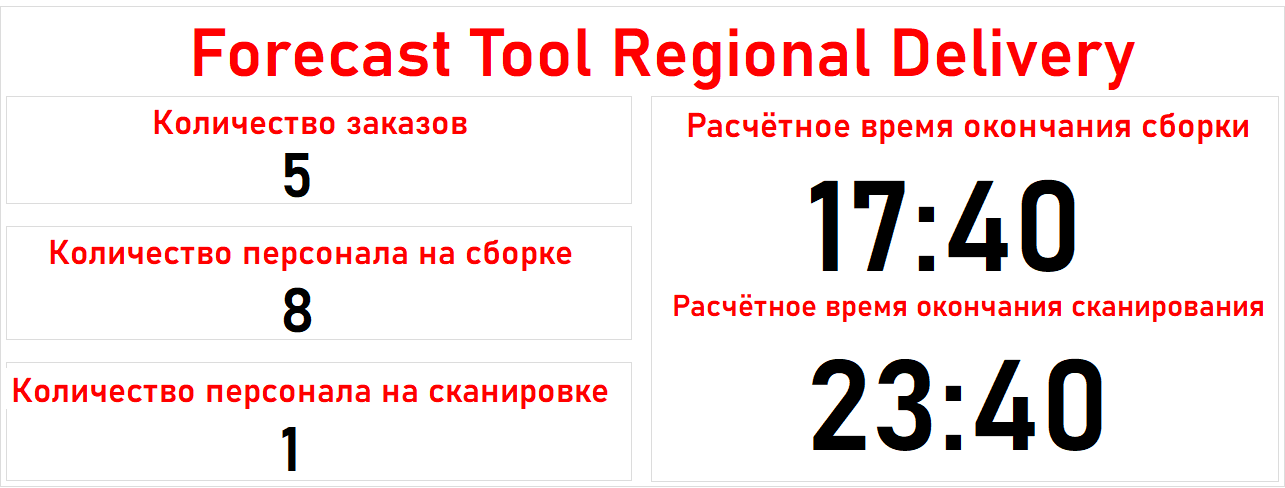 Forecast Tool Regional Delivery
Количество заказов
5
Количество персонала на сборке
8
Количество персонала на сканировке
1
Расчётное время окончания сборки
17:40
Расчётное время окончания сканирования
23:40